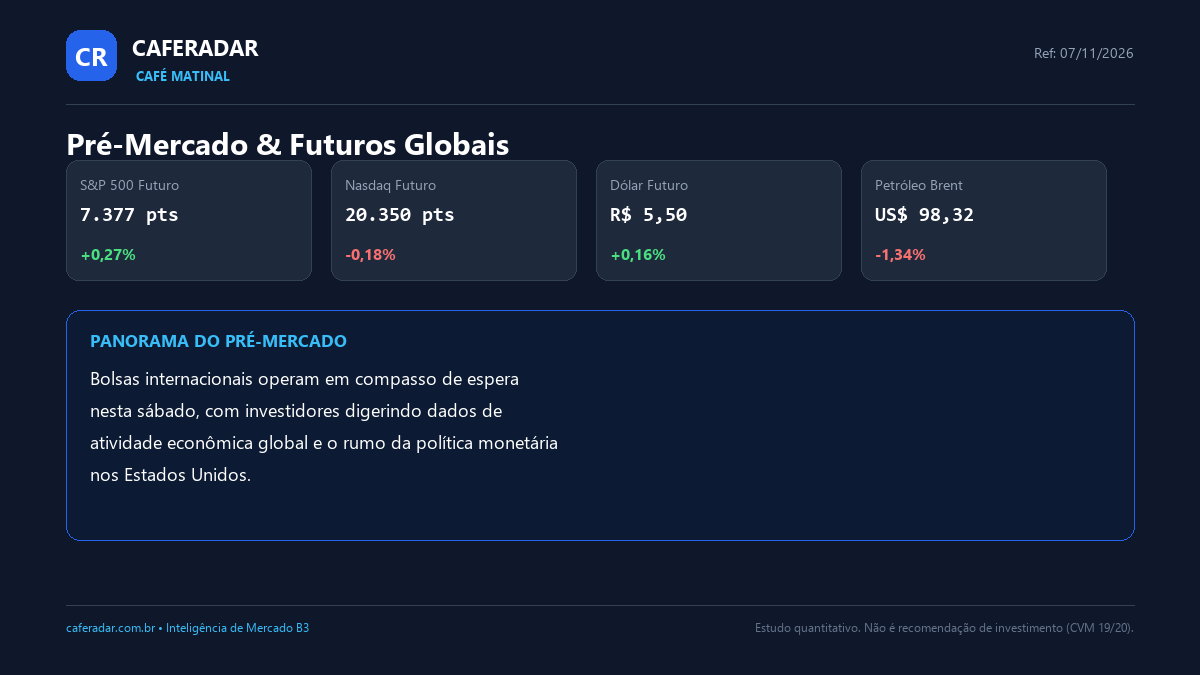 CR
CAFERADAR
CAFÉ MATINAL
Ref: 07/11/2026
Pré-Mercado & Futuros Globais
S&P 500 Futuro
7.377 pts
+0,27%
Nasdaq Futuro
20.350 pts
-0,18%
Dólar Futuro
R$ 5,50
+0,16%
Petróleo Brent
US$ 98,32
-1,34%
PANORAMA DO PRÉ-MERCADO
Bolsas internacionais operam em compasso de espera
nesta sábado, com investidores digerindo dados de
atividade econômica global e o rumo da política monetária
nos Estados Unidos.
caferadar.com.br • Inteligência de Mercado B3
Estudo quantitativo. Não é recomendação de investimento (CVM 19/20).